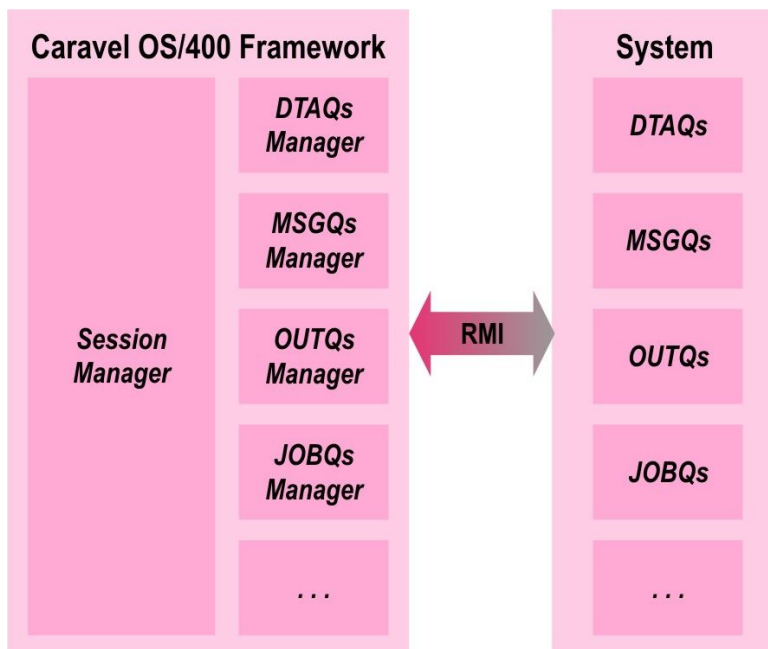 Caravel OS/400 Framework
Session
Manager
DTAQs
Manager
MSGQs
Manager
OUTQs
Manager
JOBQs
Manager
...
RMI
System
DTAQs
MSGQs
OUTQs
JOBQs
...